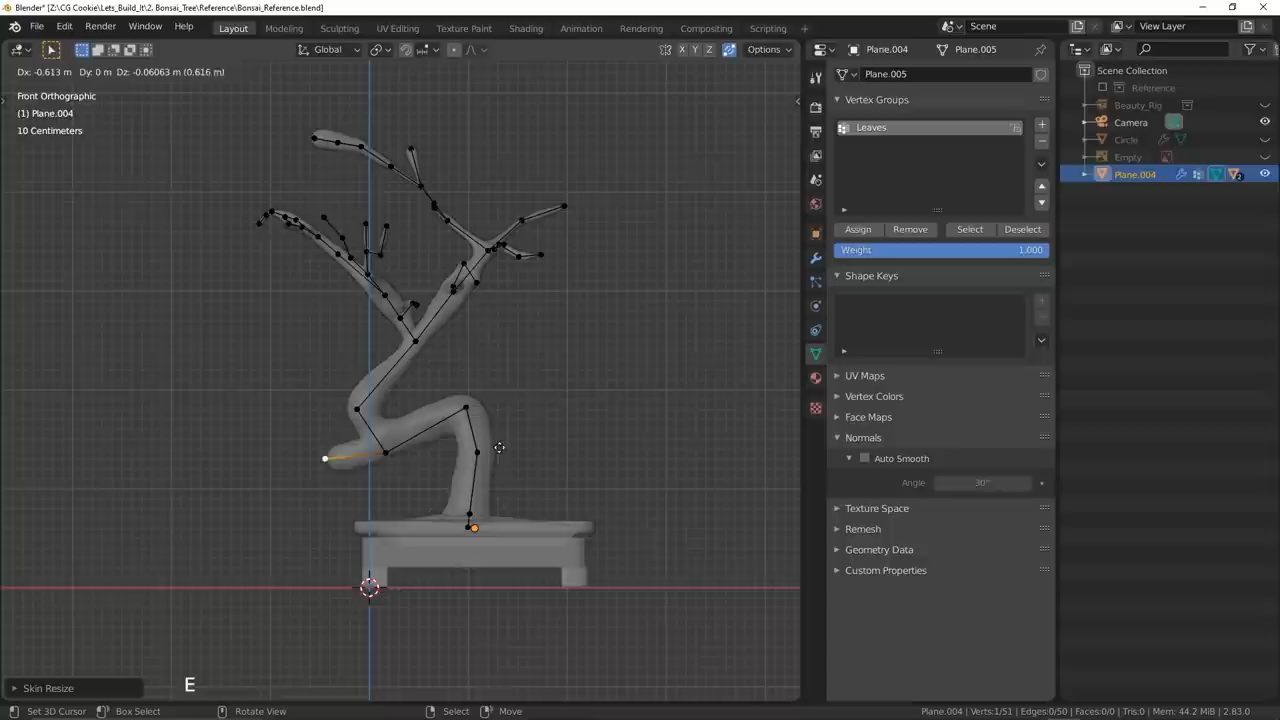 Blender* [Z:\CG Cookie\Lets_Build_It\2. Bonsai_Tree\Reference\Bonsai_Reference.blend]
File Edit Render Window Help Layout Modeling Sculpting UV Editing Texture Paint Shading Animation Rendering Compositing Scripting Scene View Layer
Global X Y Z Options Plane.004 Plane.005
Dx: -0.613 m Dy: 0 m Dz: -0.06063 m (0.616 m)
Front Orthographic
(1) Plane.004
10 Centimeters
Plane.005
Vertex Groups
Leaves
Assign Remove Select Deselect
Weight 1.000
Shape Keys
UV Maps
Vertex Colors
Face Maps
Normals
Auto Smooth
Angle 30°
Texture Space
Remesh
Geometry Data
Custom Properties
Scene Collection
Reference
Beauty_Rig
Camera
Circle
Empty
Plane.004
2
E
Skin Resize
Set 3D Cursor Box Select Rotate View Select Move Plane.004 | Verts:1/51 | Edges:0/50 | Faces:0/0 | Tris:0 | Mem: 44.2 MiB | 2.83.0